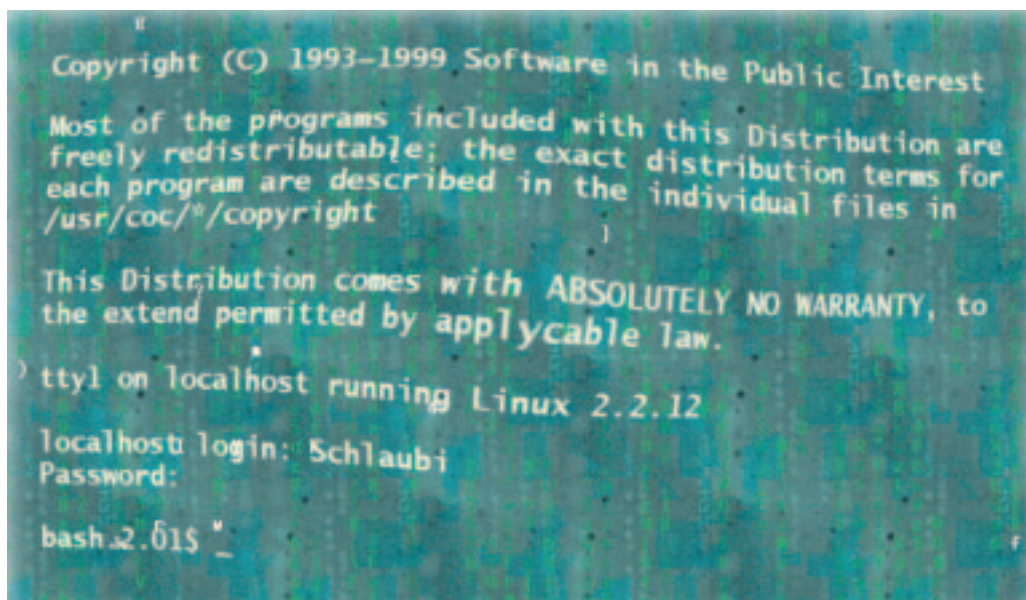 Copyright (C) 1993-1999 Software in the Public Interest
Most of the programs included with this Distribution are
freely redistributable; the exact distribution terms for
each program are described in the individual files in
/usr/coc/*/copyright
This Distribution comes with ABSOLUTELY NO WARRANTY, to
the extend permitted by applycable law.
tty1 on localhost running Linux 2.2.12
localhost login: Schlaubi
Password:
bash-2.01$ _